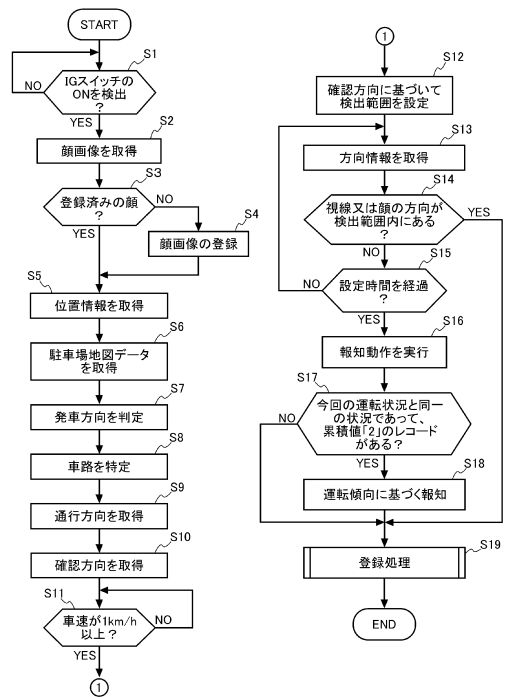 START
S1
IGスイッチの
ONを検出
?
NO
YES
S2
顔画像を取得
S3
登録済みの顔
?
NO
YES
S4
顔画像の登録
S5
位置情報を取得
S6
駐車場地図データ
を取得
S7
発車方向を判定
S8
車路を特定
S9
通行方向を取得
S10
確認方向を取得
S11
車速が1km/h
以上?
NO
YES
1
1
S12
確認方向に基づいて
検出範囲を設定
S13
方向情報を取得
S14
視線又は顔の方向が
検出範囲内にある
?
YES
NO
S15
設定時間を経過
?
NO
YES
S16
報知動作を実行
S17
今回の運転状況と同一
の状況であって、
累積値「2」のレコード
がある?
NO
YES
S18
運転傾向に基づく報知
S19
登録処理
END